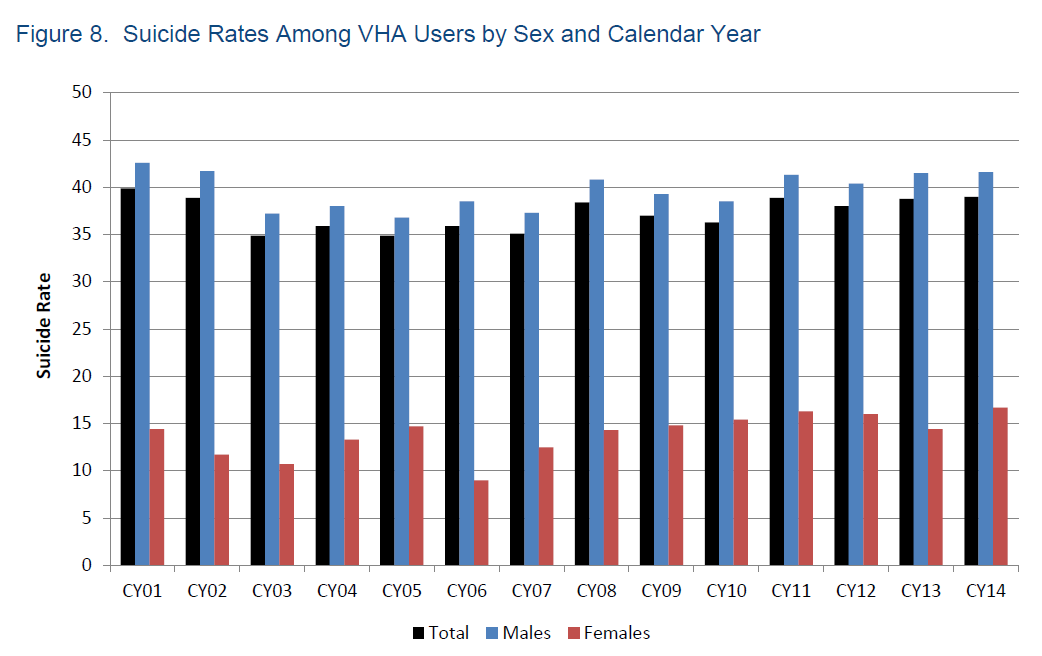 Figure 8.  Suicide Rates Among VHA Users by Sex and Calendar Year
50
45
40
35
30
25
20
15
10
5
0
Suicide Rate
CY01 CY02 CY03 CY04 CY05 CY06 CY07 CY08 CY09 CY10 CY11 CY12 CY13 CY14
Total Males Females